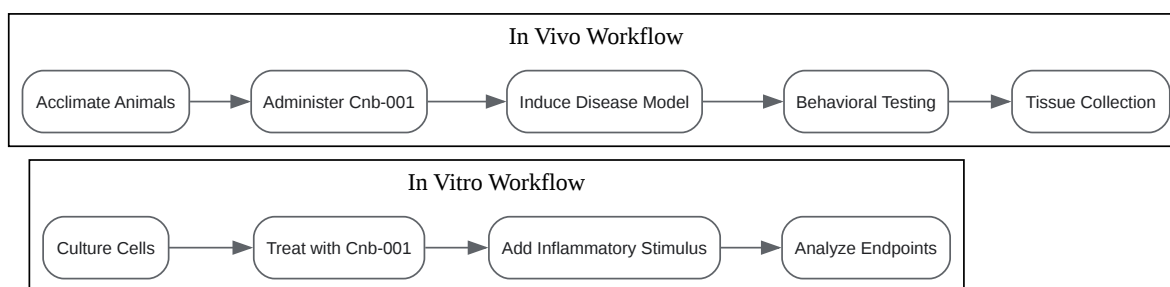 In Vivo Workflow
Acclimate Animals
Administer Cnb-001
Induce Disease Model
Behavioral Testing
Tissue Collection
In Vitro Workflow
Culture Cells
Treat with Cnb-001
Add Inflammatory Stimulus
Analyze Endpoints